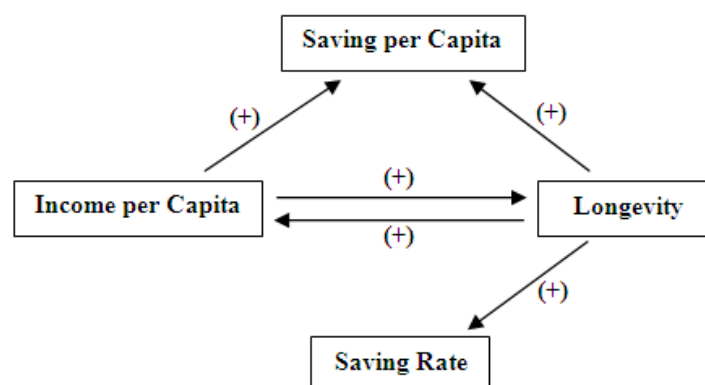 Saving per Capita
(+)
(+)
(+)
Income per Capita
Longevity
(+)
(+)
Saving Rate